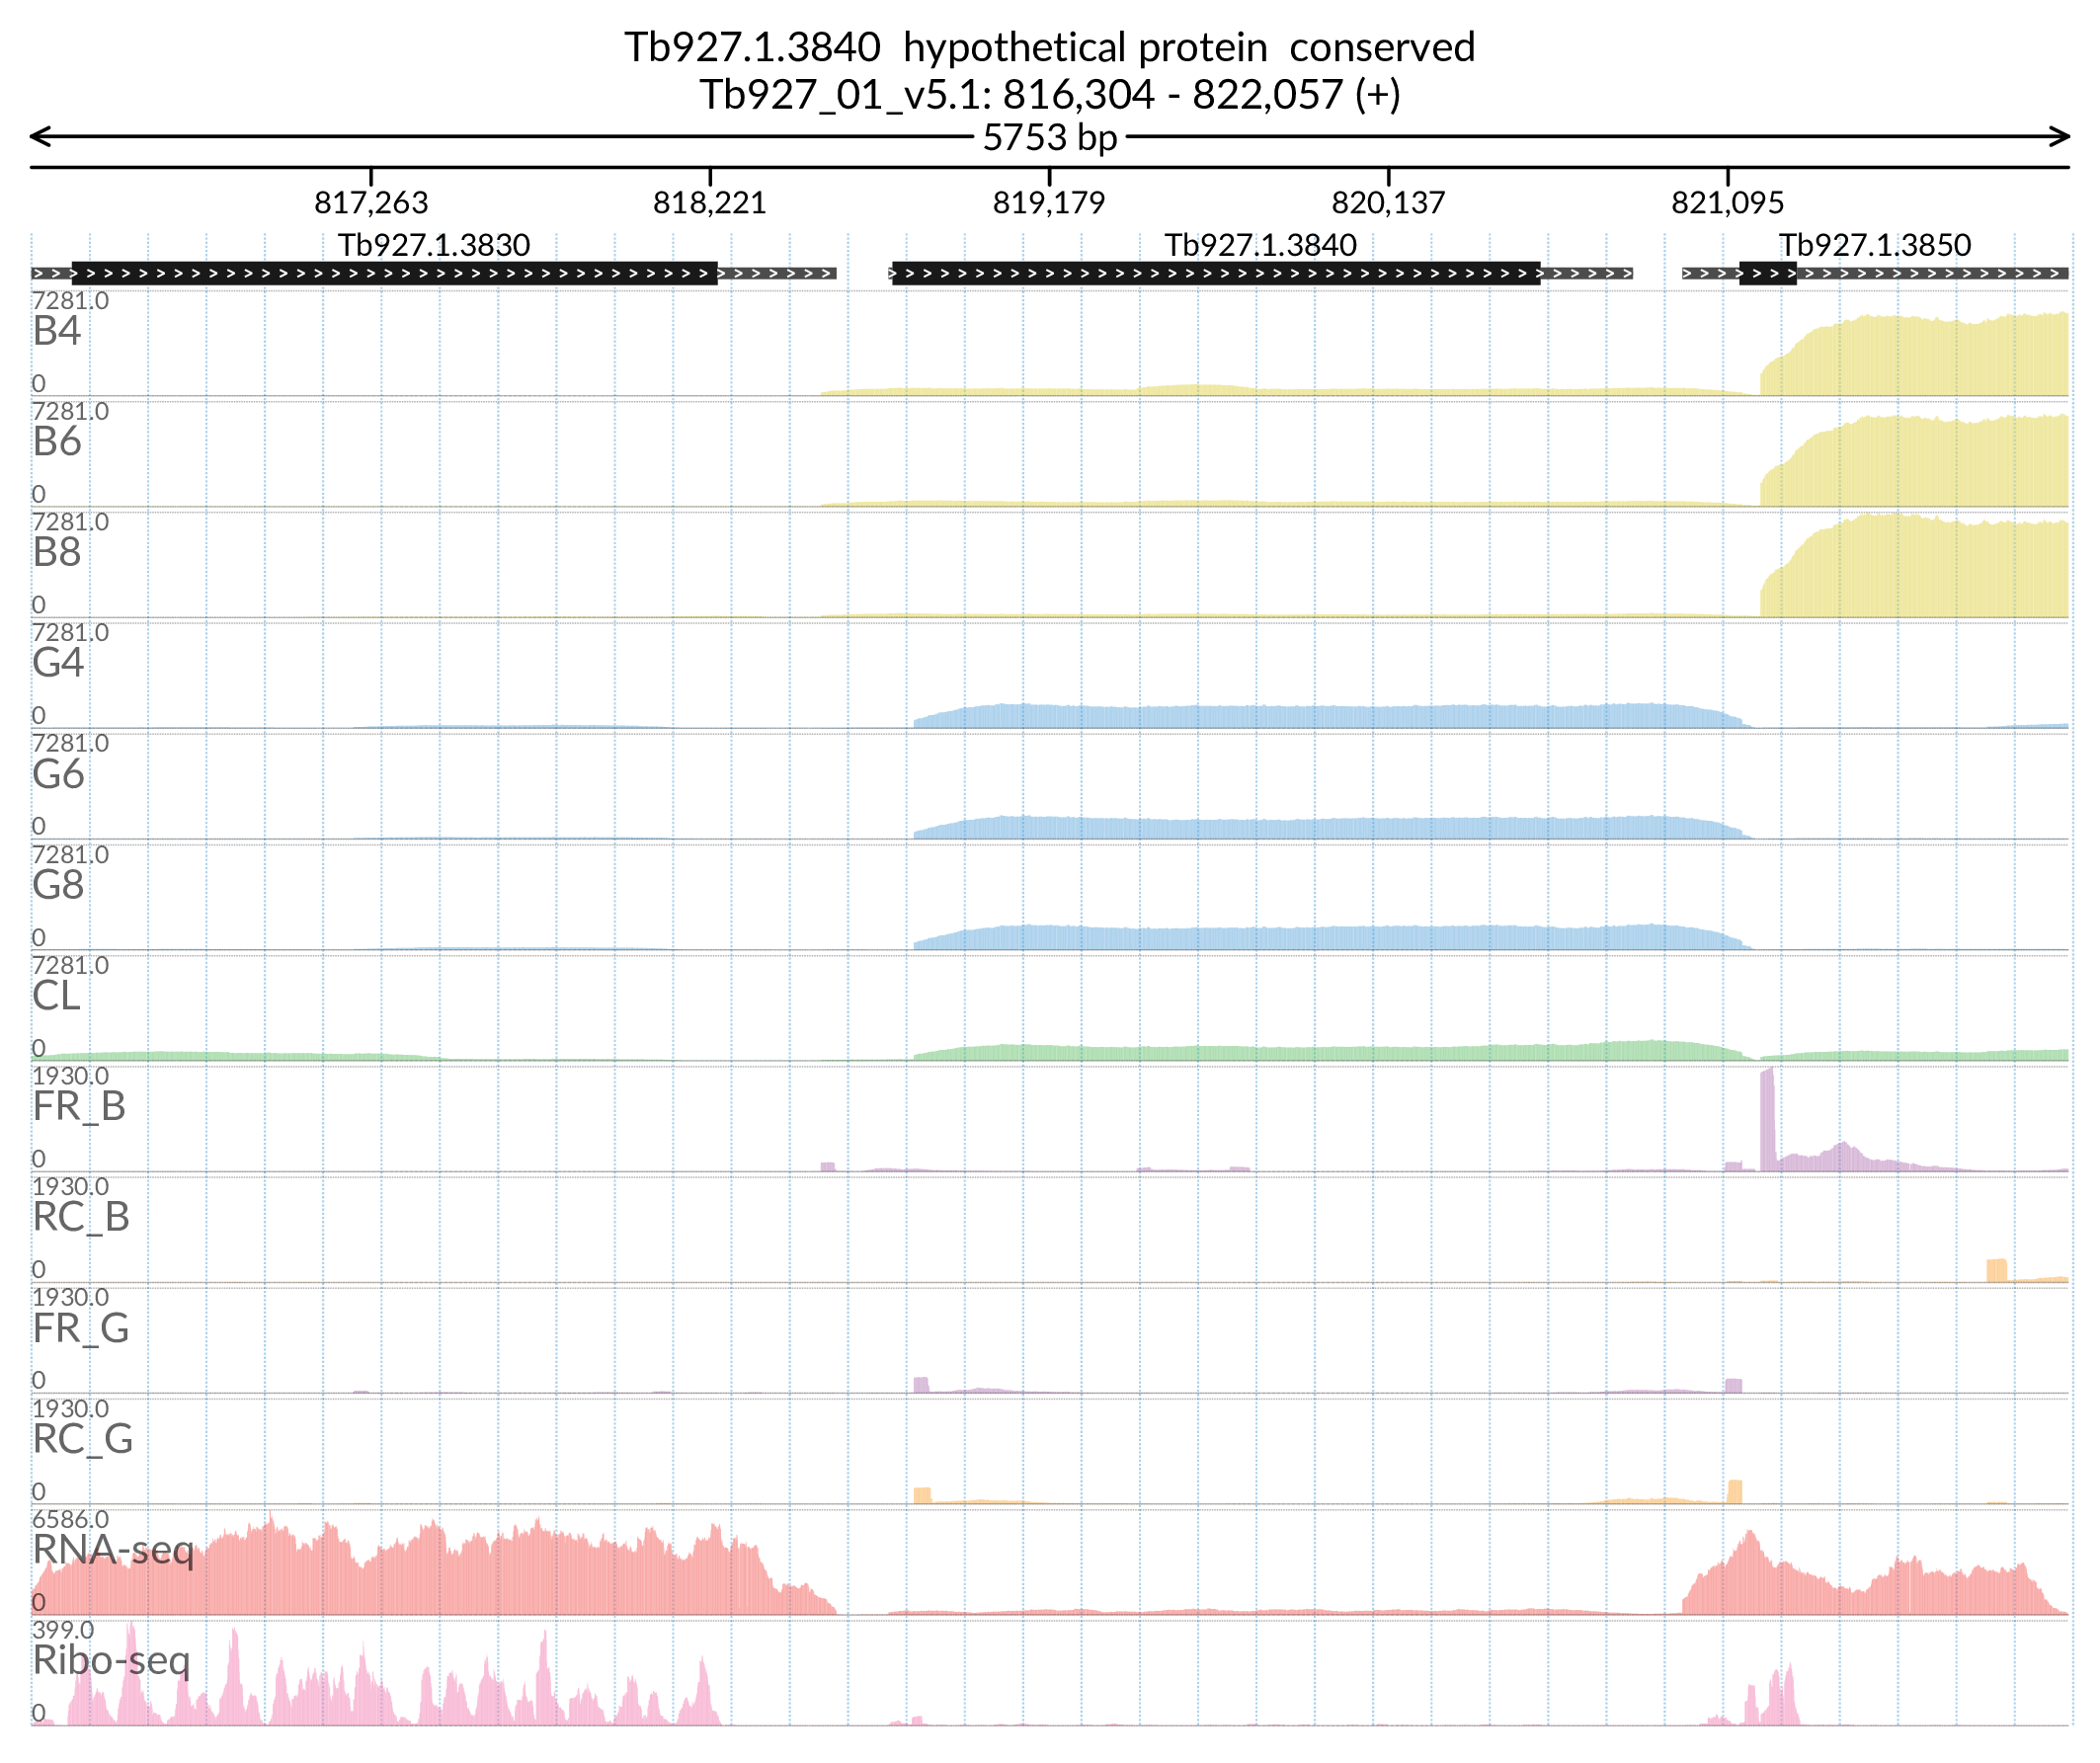 Tb927.1.3840 hypothetical protein conserved
Tb927_01_v5.1: 816,304 - 822,057 (+)
5753 bp
817,263 818,221 819,179 820,137 821,095
Tb927.1.3830 Tb927.1.3840 Tb927.1.3850
7281.0
B4
0
7281.0
B6
0
7281.0
B8
0
7281.0
G4
0
7281.0
G6
0
7281.0
G8
0
7281.0
CL
0
1930.0
FR_B
0
1930.0
RC_B
0
1930.0
FR_G
0
1930.0
RC_G
0
6586.0
RNA-seq
0
399.0
Ribo-seq
0